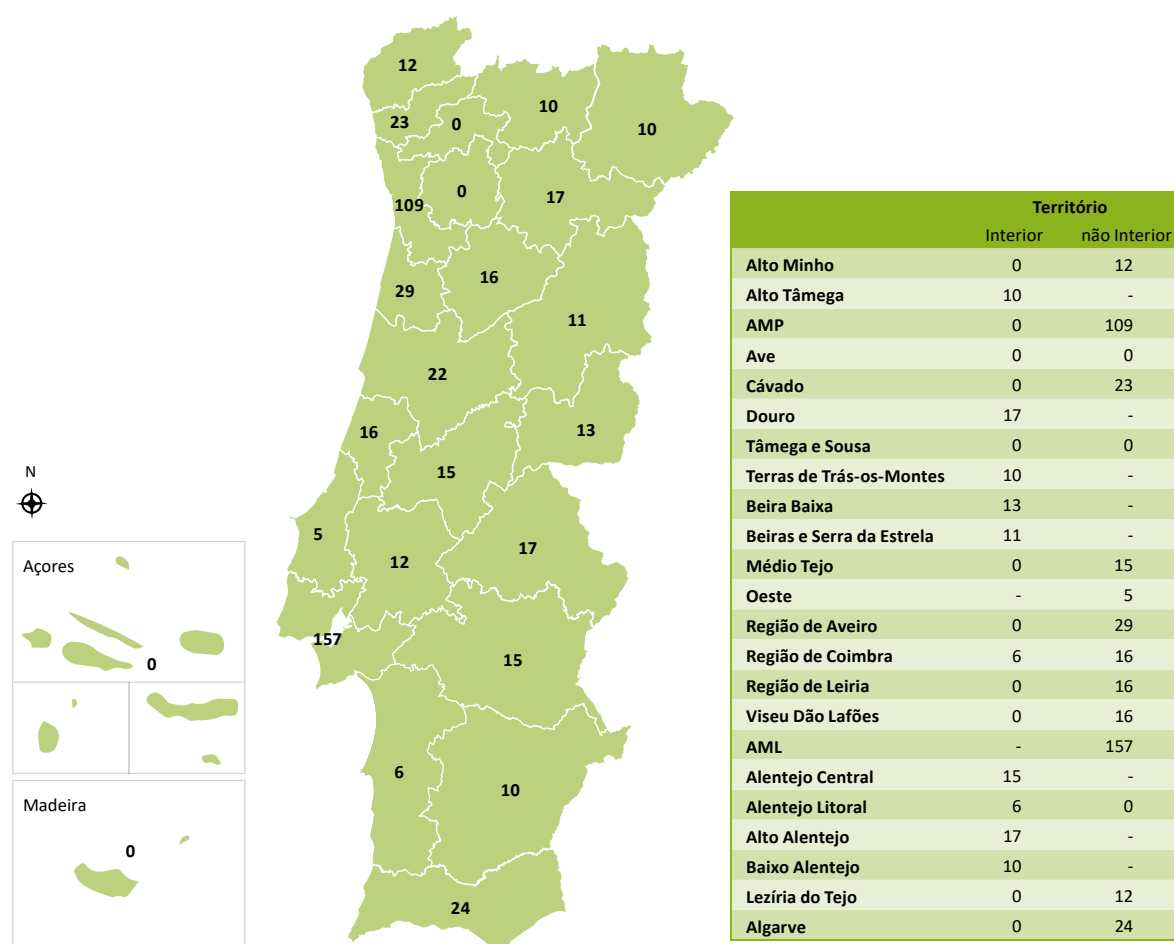 12
10
10
23
0
0
17
109
16
29
11
22
16
13
15
N
5
12
17
157
15
6
10
24
Açores
0
Madeira
0
Território
Interior não Interior
Alto Minho 0 12
Alto Tâmega 10 -
AMP 0 109
Ave 0 0
Cávado 0 23
Douro 17 -
Tâmega e Sousa 0 0
Terras de Trás-os-Montes 10 -
Beira Baixa 13 -
Beiras e Serra da Estrela 11 -
Médio Tejo 0 15
Oeste - 5
Região de Aveiro 0 29
Região de Coimbra 6 16
Região de Leiria 0 16
Viseu Dão Lafões 0 16
AML - 157
Alentejo Central 15 -
Alentejo Litoral 6 0
Alto Alentejo 17 -
Baixo Alentejo 10 -
Lezíria do Tejo 0 12
Algarve 0 24